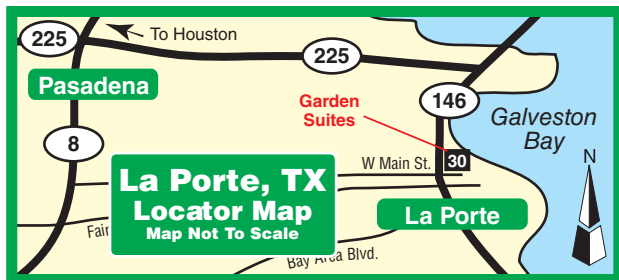 225
To Houston
225
Pasadena
146
Garden
Suites
Galveston
Bay
8
W Main St.
30
N
La Porte, TX
Locator Map
Map Not To Scale
La Porte
Bay Area Blvd.